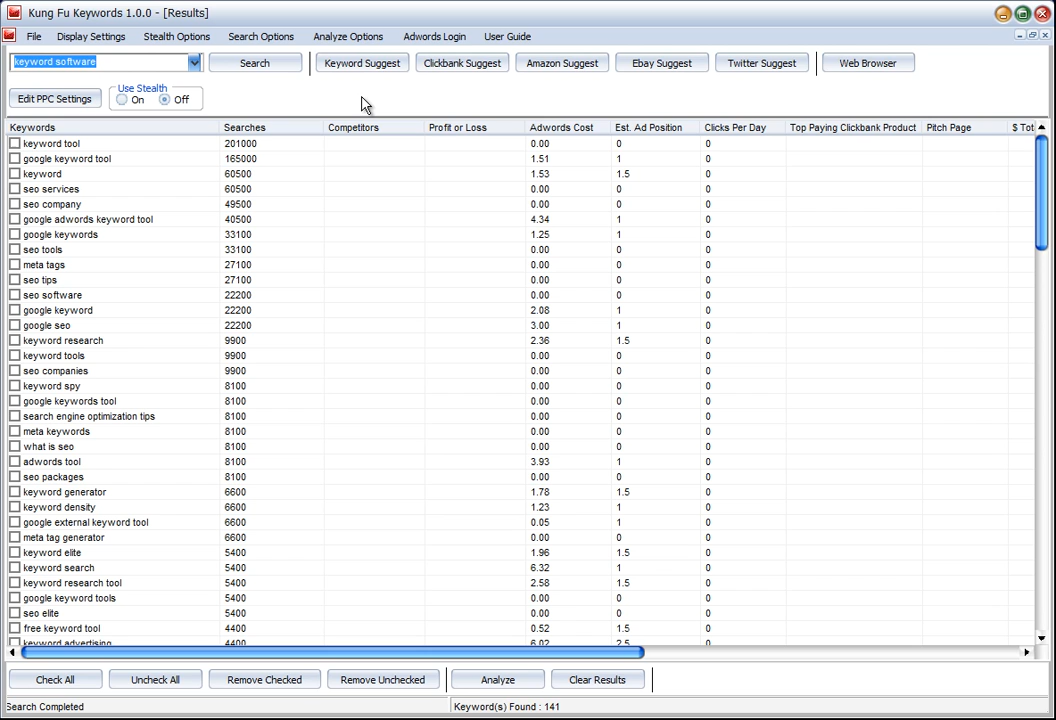 Kung Fu Keywords 1.0.0 - [Results]
File Display Settings Stealth Options Search Options Analyze Options Adwords Login User Guide
keyword software Search Keyword Suggest Clickbank Suggest Amazon Suggest Ebay Suggest Twitter Suggest Web Browser
Use Stealth
Edit PPC Settings On Off
Keywords Searches Competitors Profit or Loss Adwords Cost Est. Ad Position Clicks Per Day Top Paying Clickbank Product Pitch Page $ Tot
keyword tool 201000 0.00 0 0
google keyword tool 165000 1.51 1 0
keyword 60500 1.53 1.5 0
seo services 60500 0.00 0 0
seo company 49500 0.00 0 0
google adwords keyword tool 40500 4.34 1 0
google keywords 33100 1.25 1 0
seo tools 33100 0.00 0 0
meta tags 27100 0.00 0 0
seo tips 27100 0.00 0 0
seo software 22200 0.00 0 0
google keyword 22200 2.08 1 0
google seo 22200 3.00 1 0
keyword research 9900 2.36 1.5 0
keyword tools 9900 0.00 0 0
seo companies 9900 0.00 0 0
keyword spy 8100 0.00 0 0
google keywords tool 8100 0.00 0 0
search engine optimization tips 8100 0.00 0 0
meta keywords 8100 0.00 0 0
what is seo 8100 0.00 0 0
adwords tool 8100 3.93 1 0
seo packages 8100 0.00 0 0
keyword generator 6600 1.78 1.5 0
keyword density 6600 1.23 1 0
google external keyword tool 6600 0.05 1 0
meta tag generator 6600 0.00 0 0
keyword elite 5400 1.96 1.5 0
keyword search 5400 6.32 1 0
keyword research tool 5400 2.58 1.5 0
google keyword tools 5400 0.00 0 0
seo elite 5400 0.00 0 0
free keyword tool 4400 0.52 1.5 0
keyword advertising 4400 6.02 2.5 0
Check All Uncheck All Remove Checked Remove Unchecked Analyze Clear Results
Search Completed Keyword(s) Found : 141